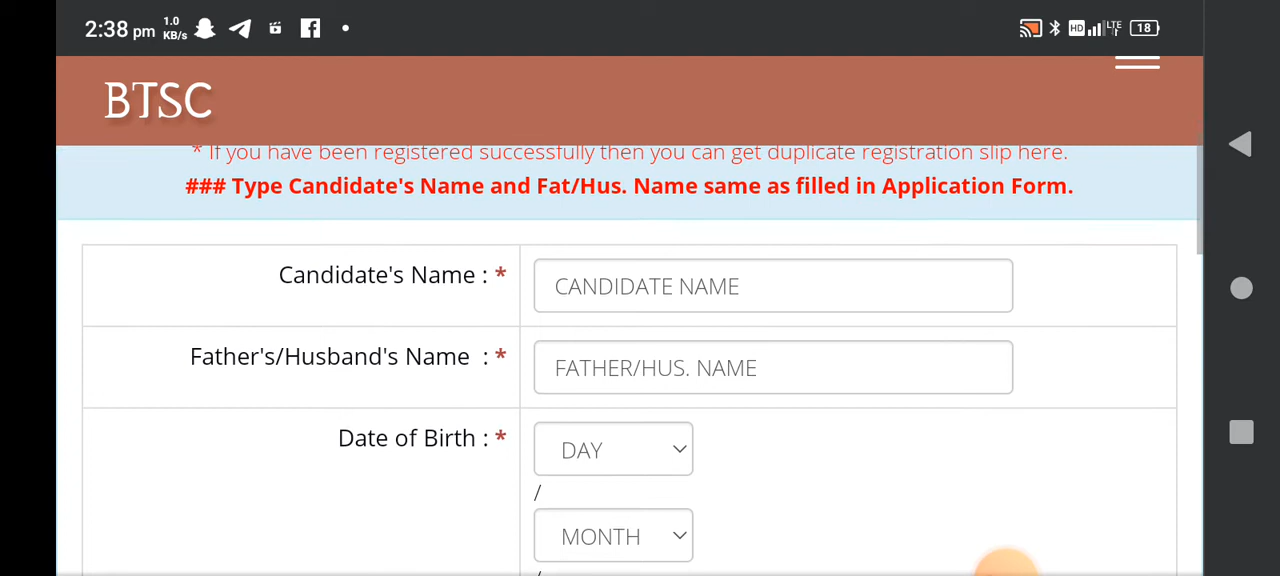 2:38 pm 1.0 KB/s HD LTE 18
BTSC
* If you have been registered successfully then you can get duplicate registration slip here.
### Type Candidate's Name and Fat/Hus. Name same as filled in Application Form.
Candidate's Name : * CANDIDATE NAME
Father's/Husband's Name : * FATHER/HUS. NAME
Date of Birth : * DAY
/
MONTH
/